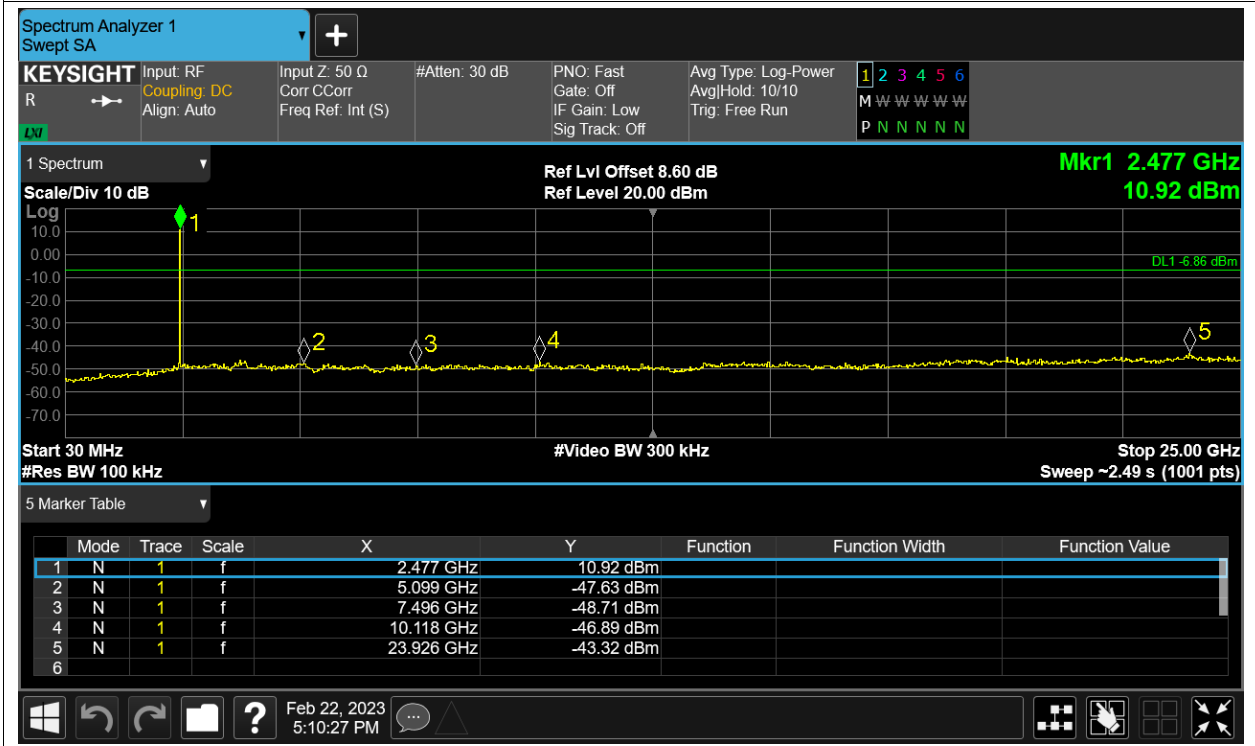 Spectrum Analyzer 1
Swept SA
+
KEYSIGHT Input: RF Input Z: 50 Ω #Atten: 30 dB PNO: Fast Avg Type: Log-Power 1 2 3 4 5 6
R Coupling: DC Corr CCorr Gate: Off Avg|Hold: 10/10 M W W W W W
Align: Auto Freq Ref: Int (S) IF Gain: Low Trig: Free Run
LXI Sig Track: Off P N N N N N
1 Spectrum Ref Lvl Offset 8.60 dB Mkr1 2.477 GHz
Scale/Div 10 dB Ref Level 20.00 dBm 10.92 dBm
Log
1
10.0
0.00
DL1 -6.86 dBm
-10.0
-20.0
-30.0
2 3 4 5
-40.0
-50.0
-60.0
-70.0
Start 30 MHz #Video BW 300 kHz Stop 25.00 GHz
#Res BW 100 kHz Sweep ~2.49 s (1001 pts)
5 Marker Table
Mode Trace Scale X Y Function Function Width Function Value
1 N 1 f 2.477 GHz 10.92 dBm
2 N 1 f 5.099 GHz -47.63 dBm
3 N 1 f 7.496 GHz -48.71 dBm
4 N 1 f 10.118 GHz -46.89 dBm
5 N 1 f 23.926 GHz -43.32 dBm
6
? Feb 22, 2023
5:10:27 PM